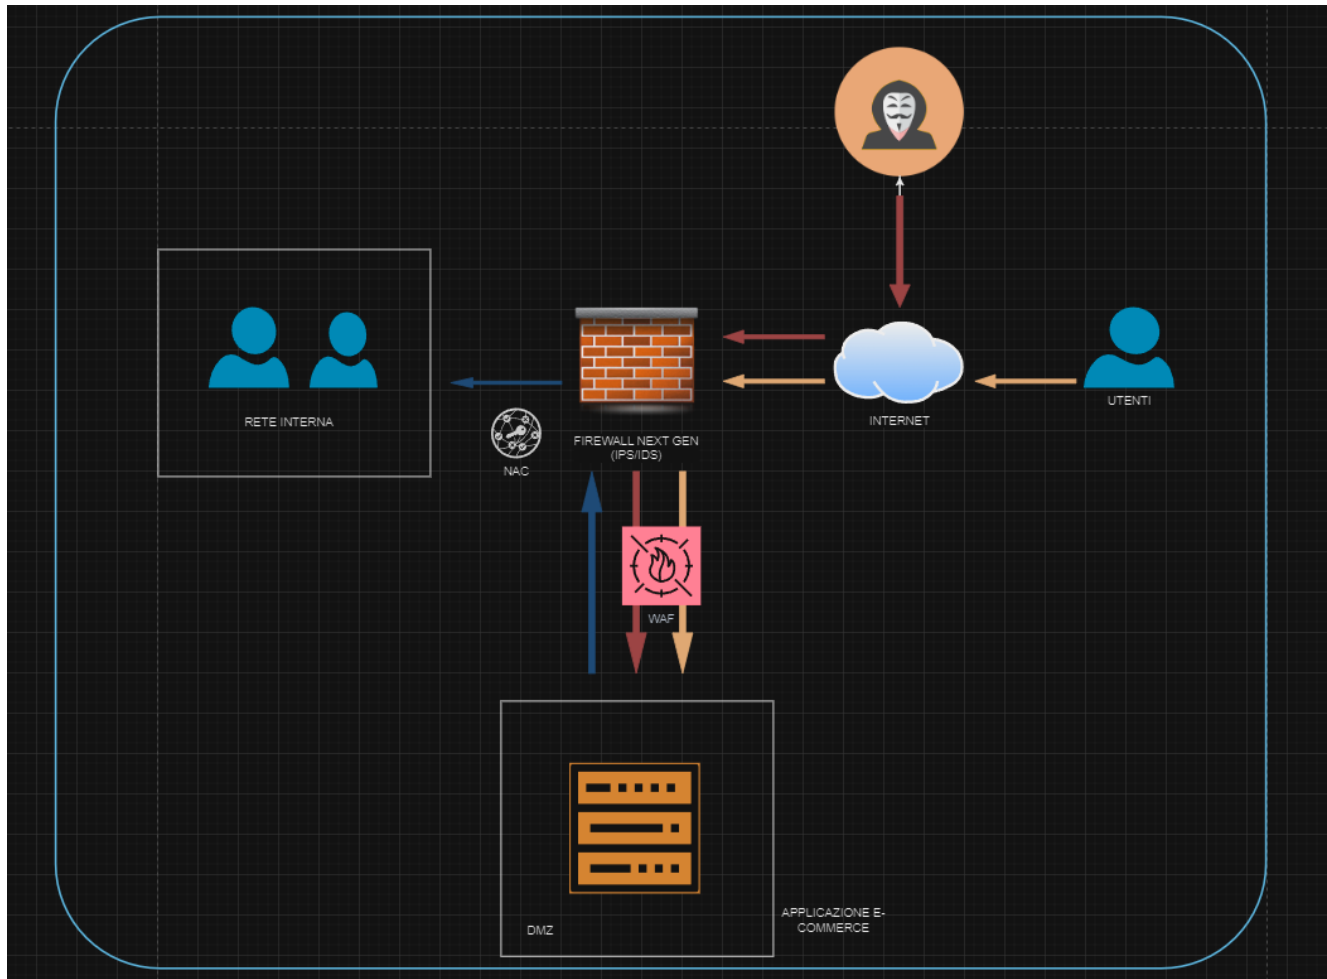 RETE INTERNA
NAC
FIREWALL NEXT GEN
(IPS/IDS)
INTERNET
UTENTI
WAF
DMZ
APPLICAZIONE E-
COMMERCE